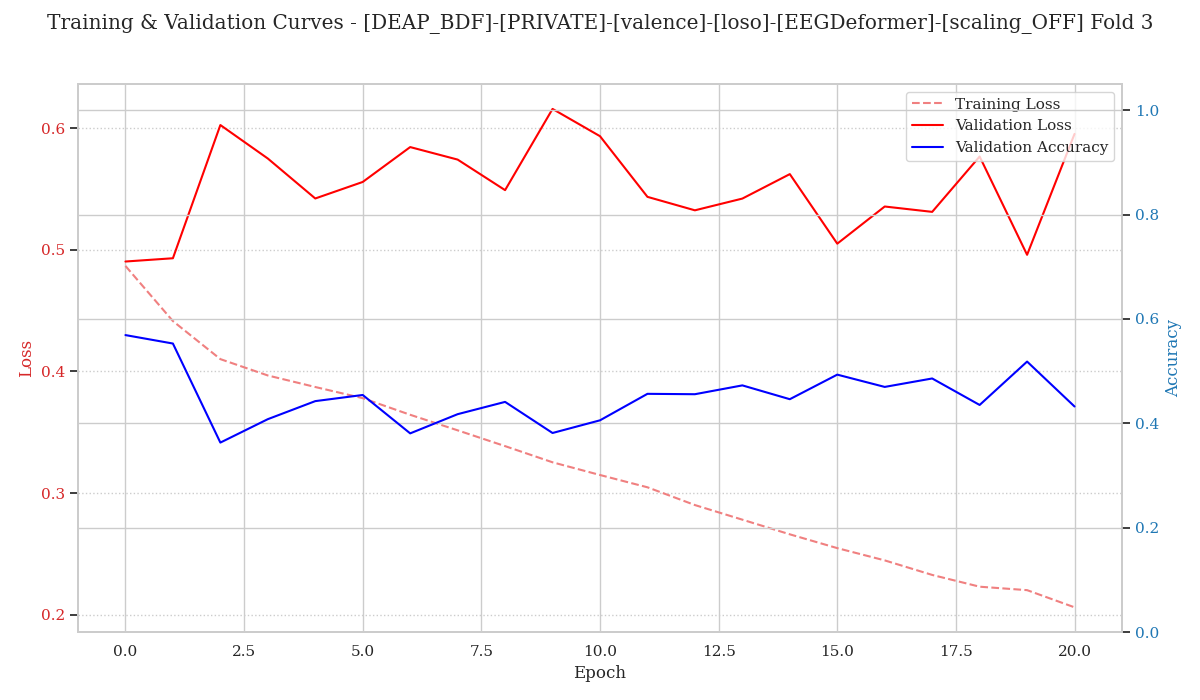 Training & Validation Curves - [DEAP_BDF]-[PRIVATE]-[valence]-[loso]-[EEGDeformer]-[scaling_OFF] Fold 3
Training Loss
Validation Loss
Validation Accuracy
Loss
0.6
0.5
0.4
0.3
0.2
1.0
0.8
0.6
0.4
0.2
0.0
Accuracy
0.0 2.5 5.0 7.5 10.0 12.5 15.0 17.5 20.0
Epoch